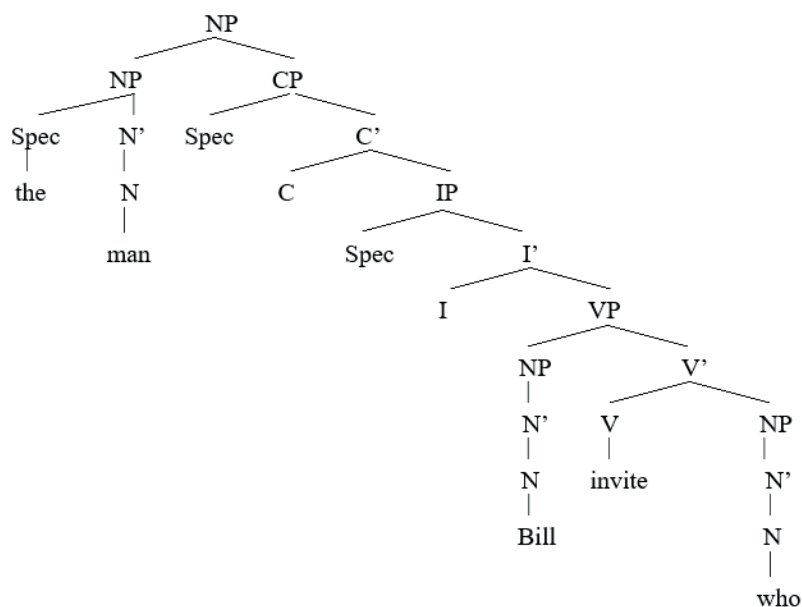 NP
NP CP
Spec N’ Spec C’
the N C IP
man Spec I’
I VP
NP V’
N’ V NP
N invite N’
Bill N
who